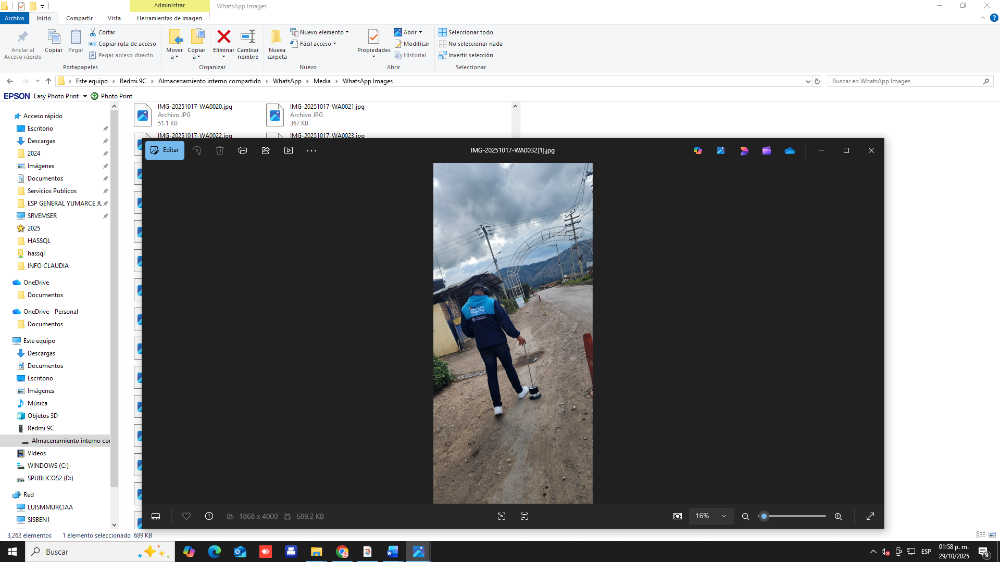 Administrar
WhatsApp Images
Archivo
Inicio
Compartir
Vista
Herramientas de imagen
Anclar al
Acceso rápido
Copiar
Pegar
Cortar
Copiar ruta de acceso
Pegar acceso directo
Portapapeles
Mover
a
Copiar
a
Eliminar
Cambiar
nombre
Organizar
Nueva
carpeta
Nuevo elemento
Fácil acceso
Nuevo
Propiedades
Abrir
Modificar
Historial
Abrir
Seleccionar todo
No seleccionar nada
Invertir selección
Seleccionar
Este equipo > Redmi 9C > Almacenamiento interno compartido > WhatsApp > Media > WhatsApp Images
Buscar en WhatsApp Images
EPSON Easy Photo Print Photo Print
Acceso rápido
Escritorio
Descargas
2024
Imágenes
Documentos
Servicios Publicos
ESP GENERAL YUMARCE JU
SRVEMSER
2025
HASSQL
hassql
INFO CLAUDIA
OneDrive
Documentos
OneDrive - Personal
Documentos
Este equipo
Descargas
Documentos
Escritorio
Imágenes
Música
Objetos 3D
Redmi 9C
Almacenamiento interno co
Vídeos
WINDOWS (C:)
SPUBLICOS2 (D:)
Red
LUISMMURCIAA
SISBEN1
IMG-20251017-WA0020.jpg
Archivo JPG
51.1 KB
IMG-20251017-WA0021.jpg
Archivo JPG
367 KB
IMG-20251017-WA0022.jpg
IMG-20251017-WA0023.jpg
Editar
IMG-20251017-WA0032[1].jpg
epc
1868 x 4000
689.2 KB
16%
3,262 elementos
1 elemento seleccionado 689 KB
Buscar
ESP
01:58 p. m.
29/10/2025
9